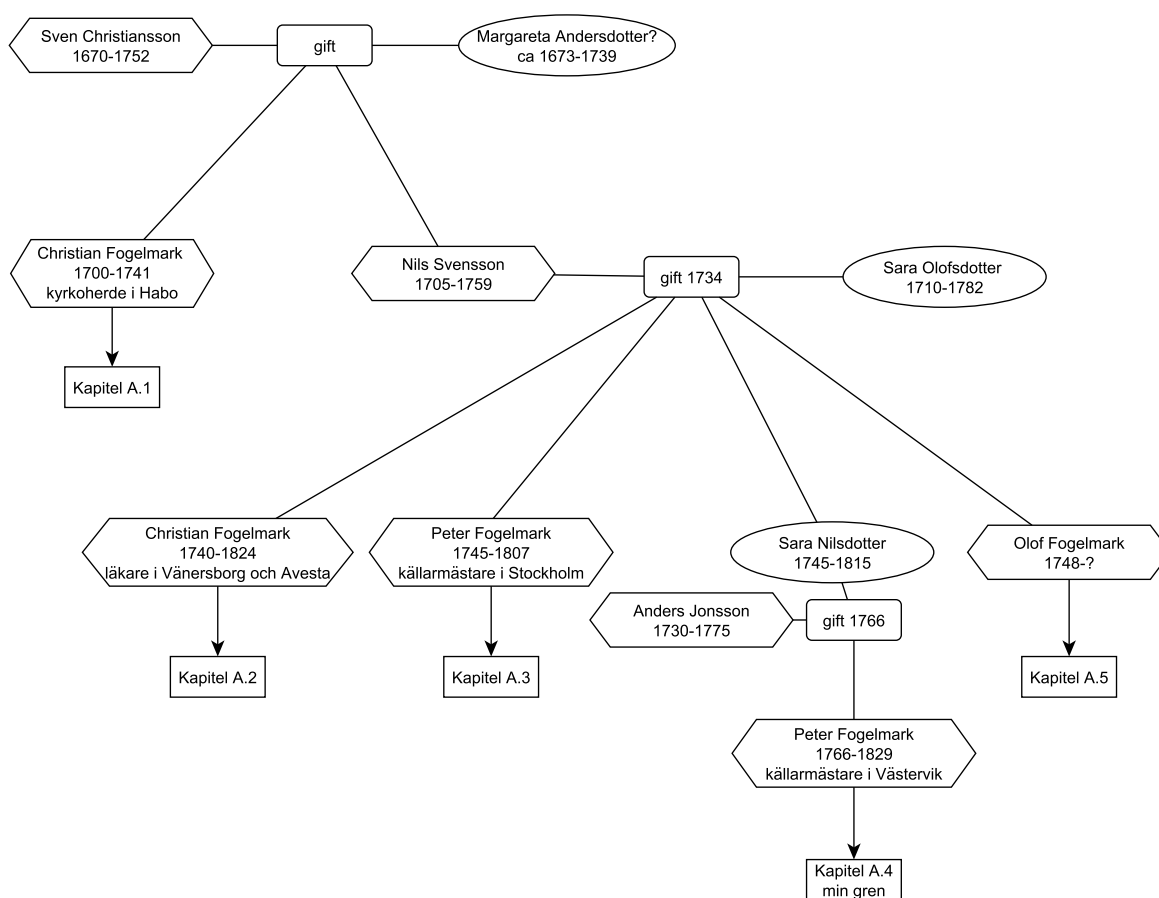 Sven Christiansson
1670-1752
gift
Margareta Andersdotter?
ca 1673-1739
Christian Fogelmark
1700-1741
kyrkoherde i Habo
Nils Svensson
1705-1759
gift 1734
Sara Olofsdotter
1710-1782
Kapitel A.1
Christian Fogelmark
1740-1824
läkare i Vänersborg och Avesta
Peter Fogelmark
1745-1807
källarmästare i Stockholm
Sara Nilsdotter
1745-1815
Olof Fogelmark
1748-?
Anders Jonsson
1730-1775
gift 1766
Kapitel A.2
Kapitel A.3
Kapitel A.5
Peter Fogelmark
1766-1829
källarmästare i Västervik
Kapitel A.4
min gren